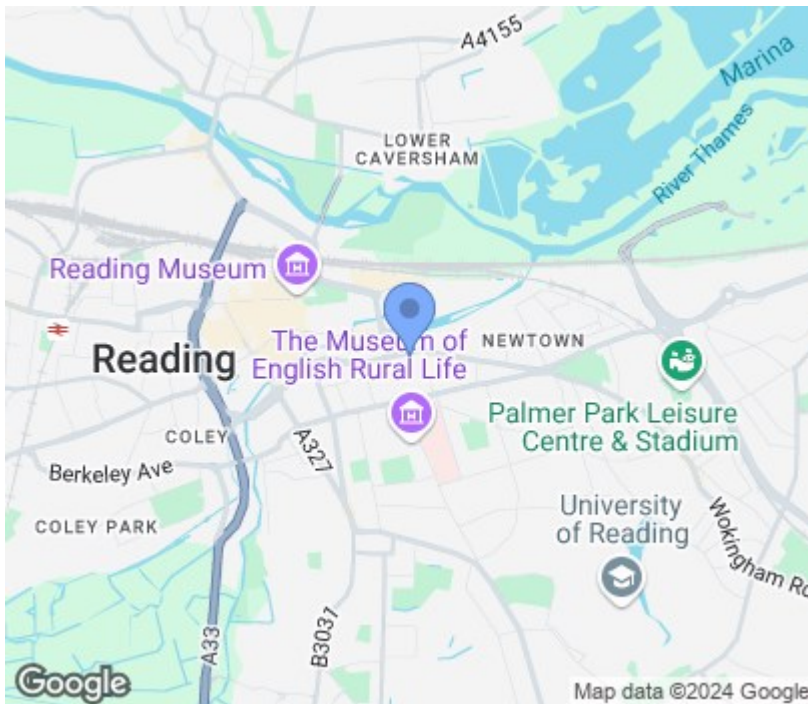 A4155
Marina
LOWER
CAVERSHAM
River Thames
Reading Museum
The Museum of
English Rural Life
NEWTOWN
Reading
Palmer Park Leisure
Centre & Stadium
COLEY
A327
Berkeley Ave
University
of Reading
COLEY PARK
Wokingham Rd
B3031
A33
Google
Map data ©2024 Google